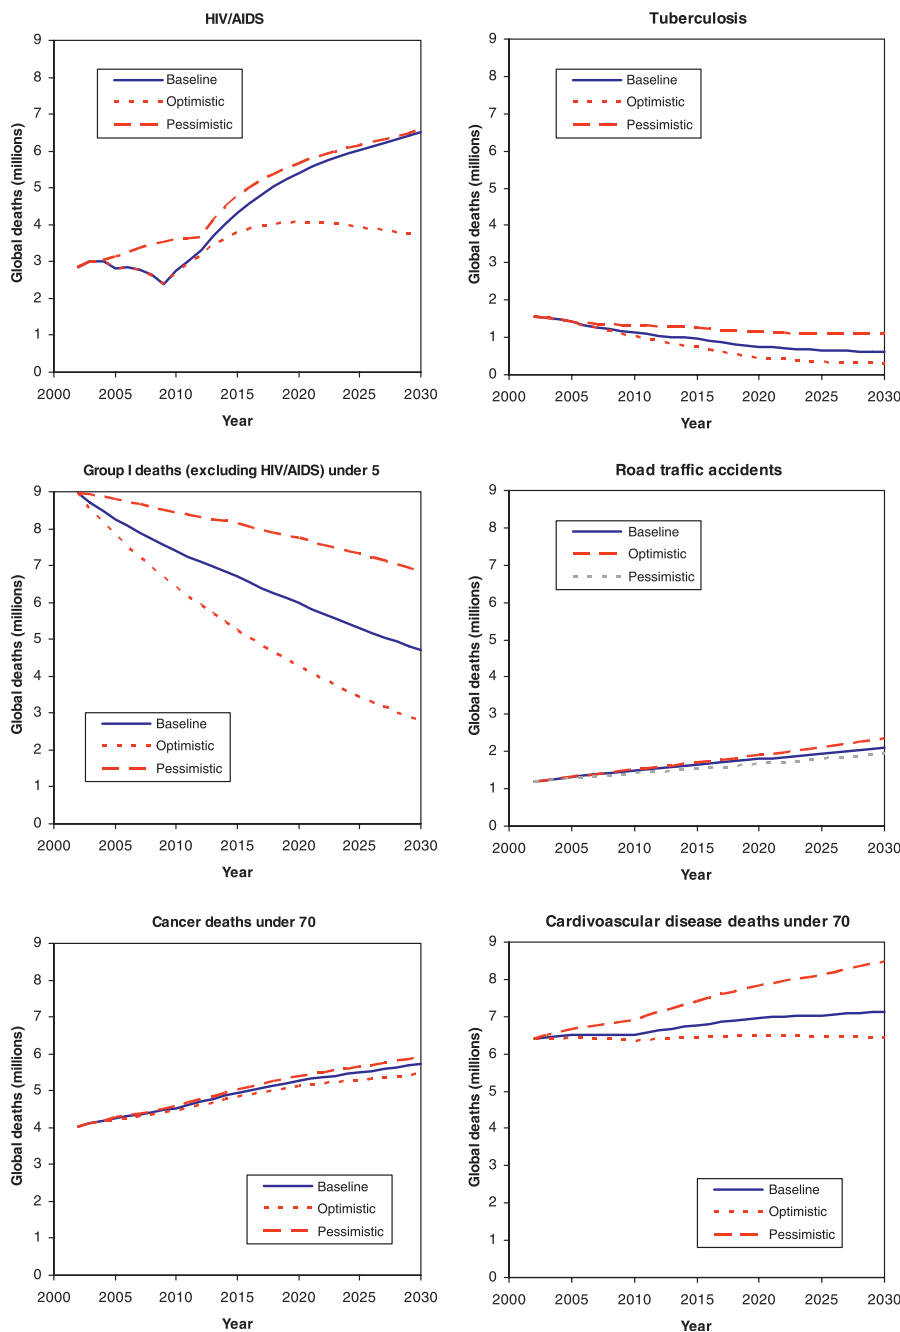 HIV/AIDS
9
8
7
6
5
4
3
2
1
0
Global deaths (millions)
Baseline
Optimistic
Pessimistic
2000 2005 2010 2015 2020 2025 2030
Year
Tuberculosis
9
8
7
6
5
4
3
2
1
0
Global deaths (millions)
Baseline
Optimistic
Pessimistic
2000 2005 2010 2015 2020 2025 2030
Year
Group I deaths (excluding HIV/AIDS) under 5
9
8
7
6
5
4
3
2
1
0
Global deaths (millions)
Baseline
Optimistic
Pessimistic
2000 2005 2010 2015 2020 2025 2030
Year
Road traffic accidents
9
8
7
6
5
4
3
2
1
0
Global deaths (millions)
Baseline
Optimistic
Pessimistic
2000 2005 2010 2015 2020 2025 2030
Year
Cancer deaths under 70
9
8
7
6
5
4
3
2
1
0
Global deaths (millions)
Baseline
Optimistic
Pessimistic
2000 2005 2010 2015 2020 2025 2030
Year
Cardivoascular disease deaths under 70
9
8
7
6
5
4
3
2
1
0
Global deaths (millions)
Baseline
Optimistic
Pessimistic
2000 2005 2010 2015 2020 2025 2030
Year